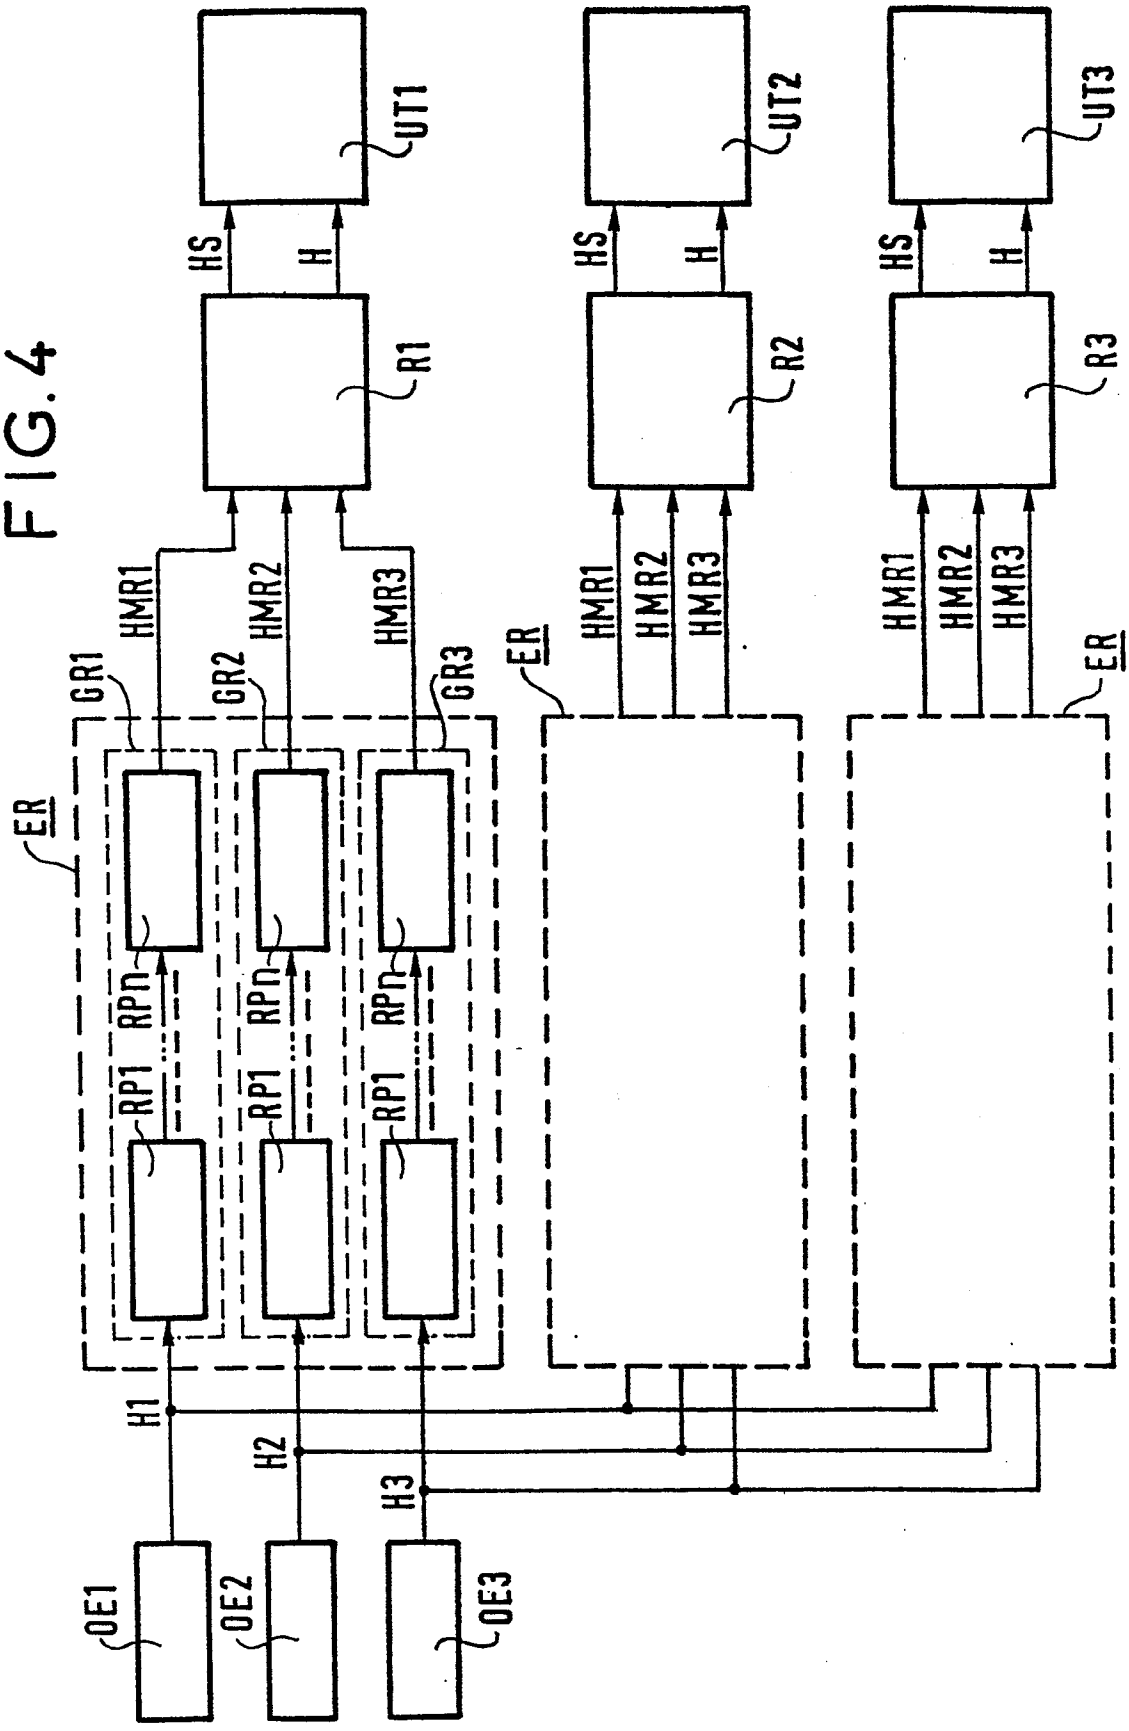 FIG. 4
OE1
OE2
OE3
H1
H2
H3
ER
GR1
GR2
GR3
RP1
RPn
RP1
RPn
RP1
RPn
HMR1
HMR2
HMR3
R1
HS
H
UT1
ER
HMR1
HMR2
HMR3
R2
HS
H
UT2
ER
HMR1
HMR2
HMR3
R3
HS
H
UT3